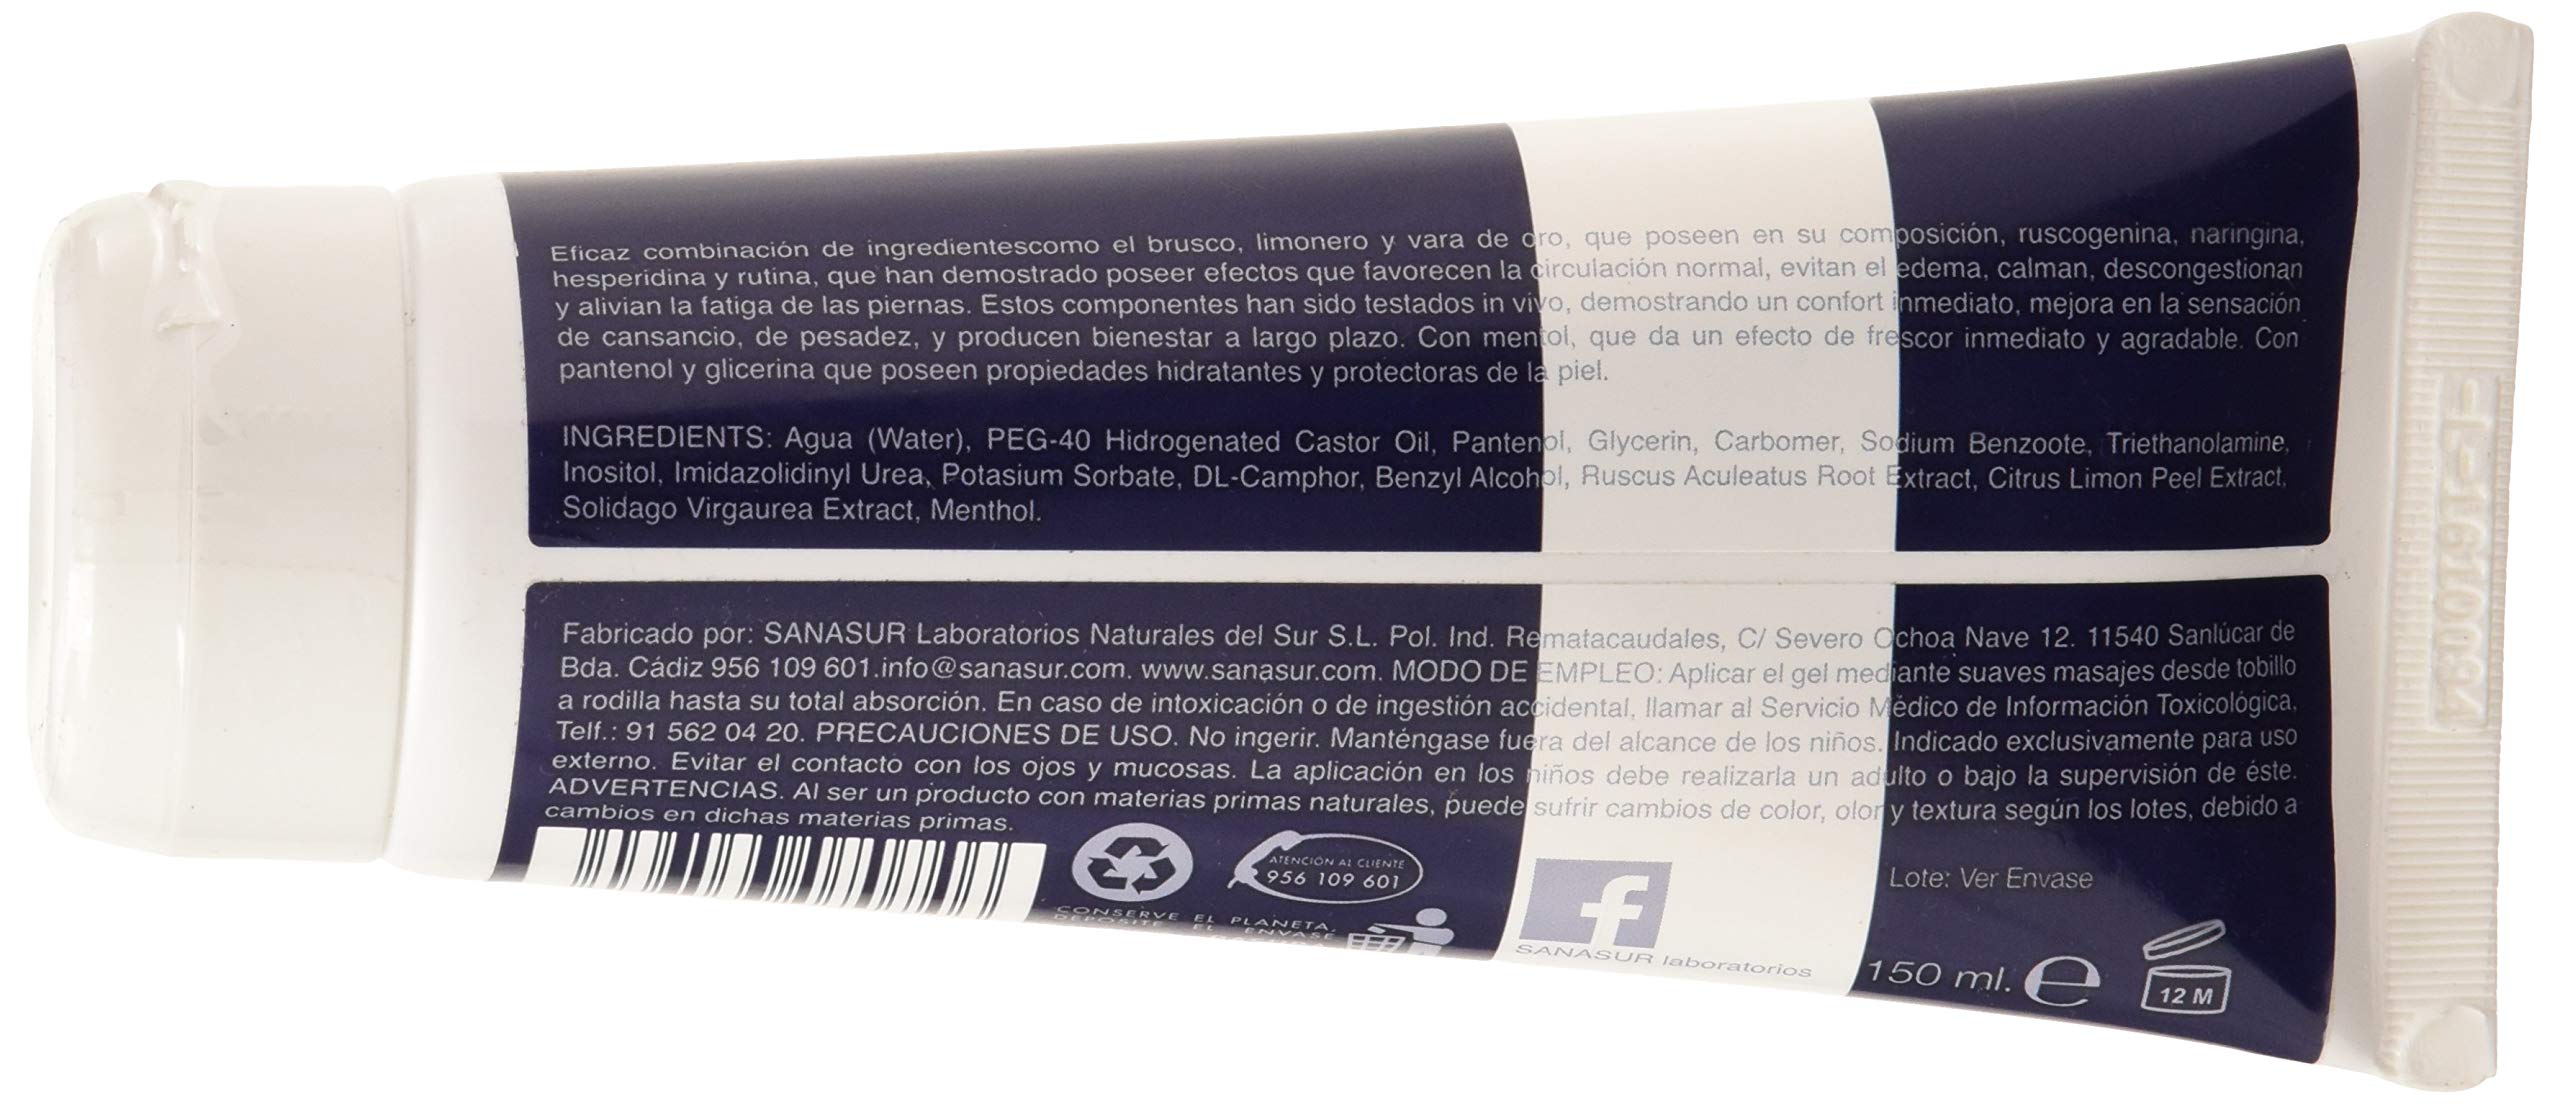 Eficaz combinación de ingredientescomo el brusco, limonero y vara de oro, que poseen en su composición, ruscogenina, naringina,
hesperidina y rutina, que han demostrado poseer efectos que favorecen la circulación normal, evitan el edema, calman, descongestionan
y alivian la fatiga de las piernas. Estos componentes han sido testados in vivo, demostrando un confort inmediato, mejora en la sensación
de cansancio, de pesadez, y producen bienestar a largo plazo. Con mentol, que da un efecto de frescor inmediato y agradable. Con
pantenol y glicerina que poseen propiedades hidratantes y protectoras de la piel.
INGREDIENTS: Agua (Water), PEG-40 Hidrogenated Castor Oil, Pantenol, Glycerin, Carbomer, Sodium Benzoote, Triethanolamine,
Inositol, Imidazolidinyl Urea, Potasium Sorbate, DL-Camphor, Benzyl Alcohol, Ruscus Aculeatus Root Extract, Citrus Limon Peel Extract,
Solidago Virgaurea Extract, Menthol.
Fabricado por: SANASUR Laboratorios Naturales del Sur S.L. Pol. Ind. Rematacaudales, C/ Severo Ochoa Nave 12. 11540 Sanlúcar de
Bda. Cádiz 956 109 601.info@sanasur.com. www.sanasur.com. MODO DE EMPLEO: Aplicar el gel mediante suaves masajes desde tobillo
a rodilla hasta su total absorción. En caso de intoxicación o de ingestión accidental, llamar al Servicio Médico de Información Toxicológica,
Telf.: 91 562 04 20. PRECAUCIONES DE USO. No ingerir. Manténgase fuera del alcance de los niños. Indicado exclusivamente para uso
externo. Evitar el contacto con los ojos y mucosas. La aplicación en los niños debe realizarla un adulto o bajo la supervisión de éste.
ADVERTENCIAS. Al ser un producto con materias primas naturales, puede sufrir cambios de color, olor y textura según los lotes, debido a
cambios en dichas materias primas.
ATENCIÓN AL CLIENTE
956 109 601
CONSERVE EL PLANETA,
DEPOSITE EL ENVASE
f
SANASUR laboratorios
Lote: Ver Envase
150 ml. e
12 M